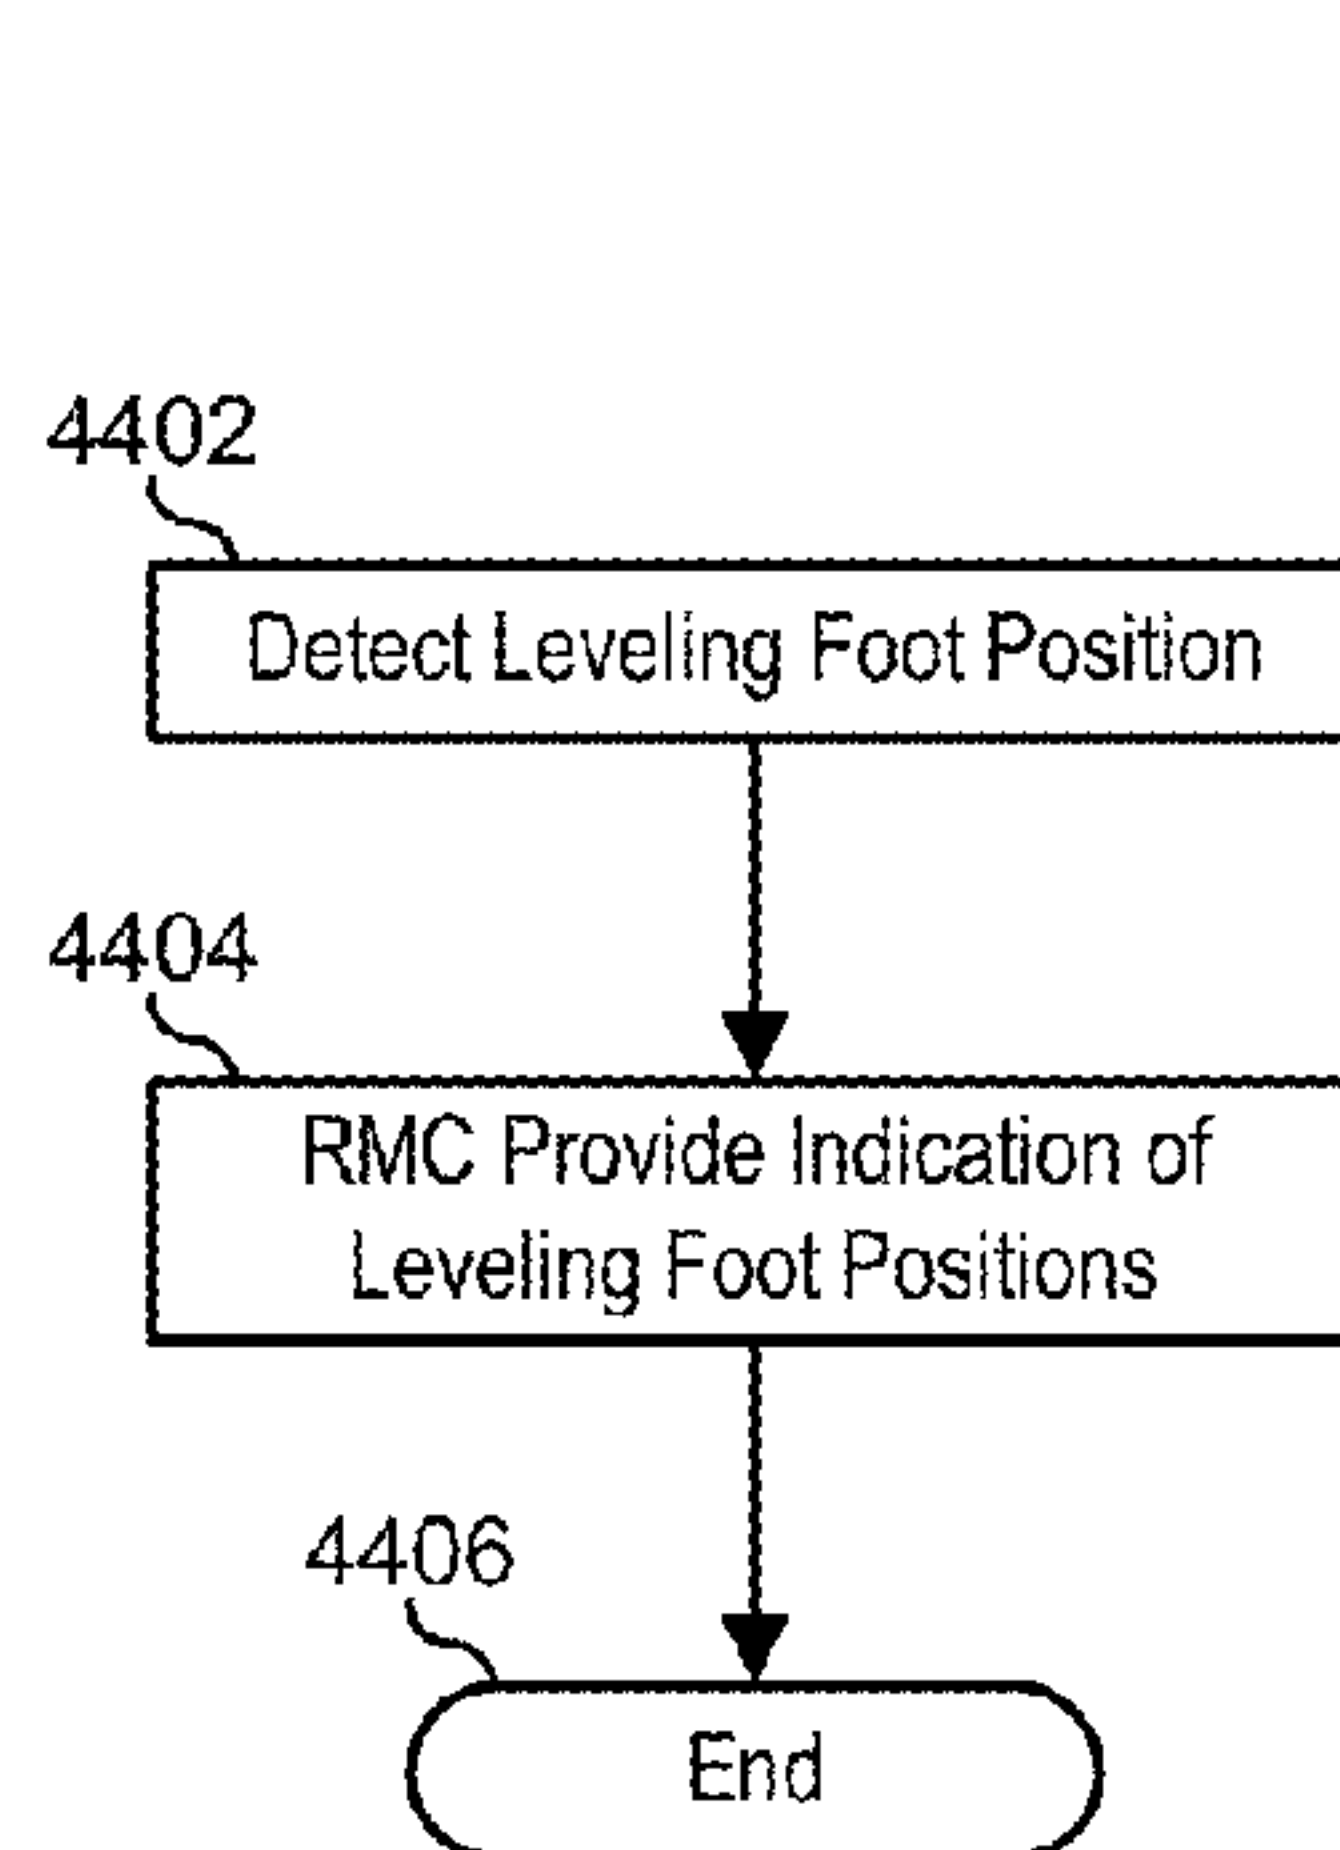 4402
Detect Leveling Foot Position
4404
RMC Provide Indication of
Leveling Foot Positions
4406
End